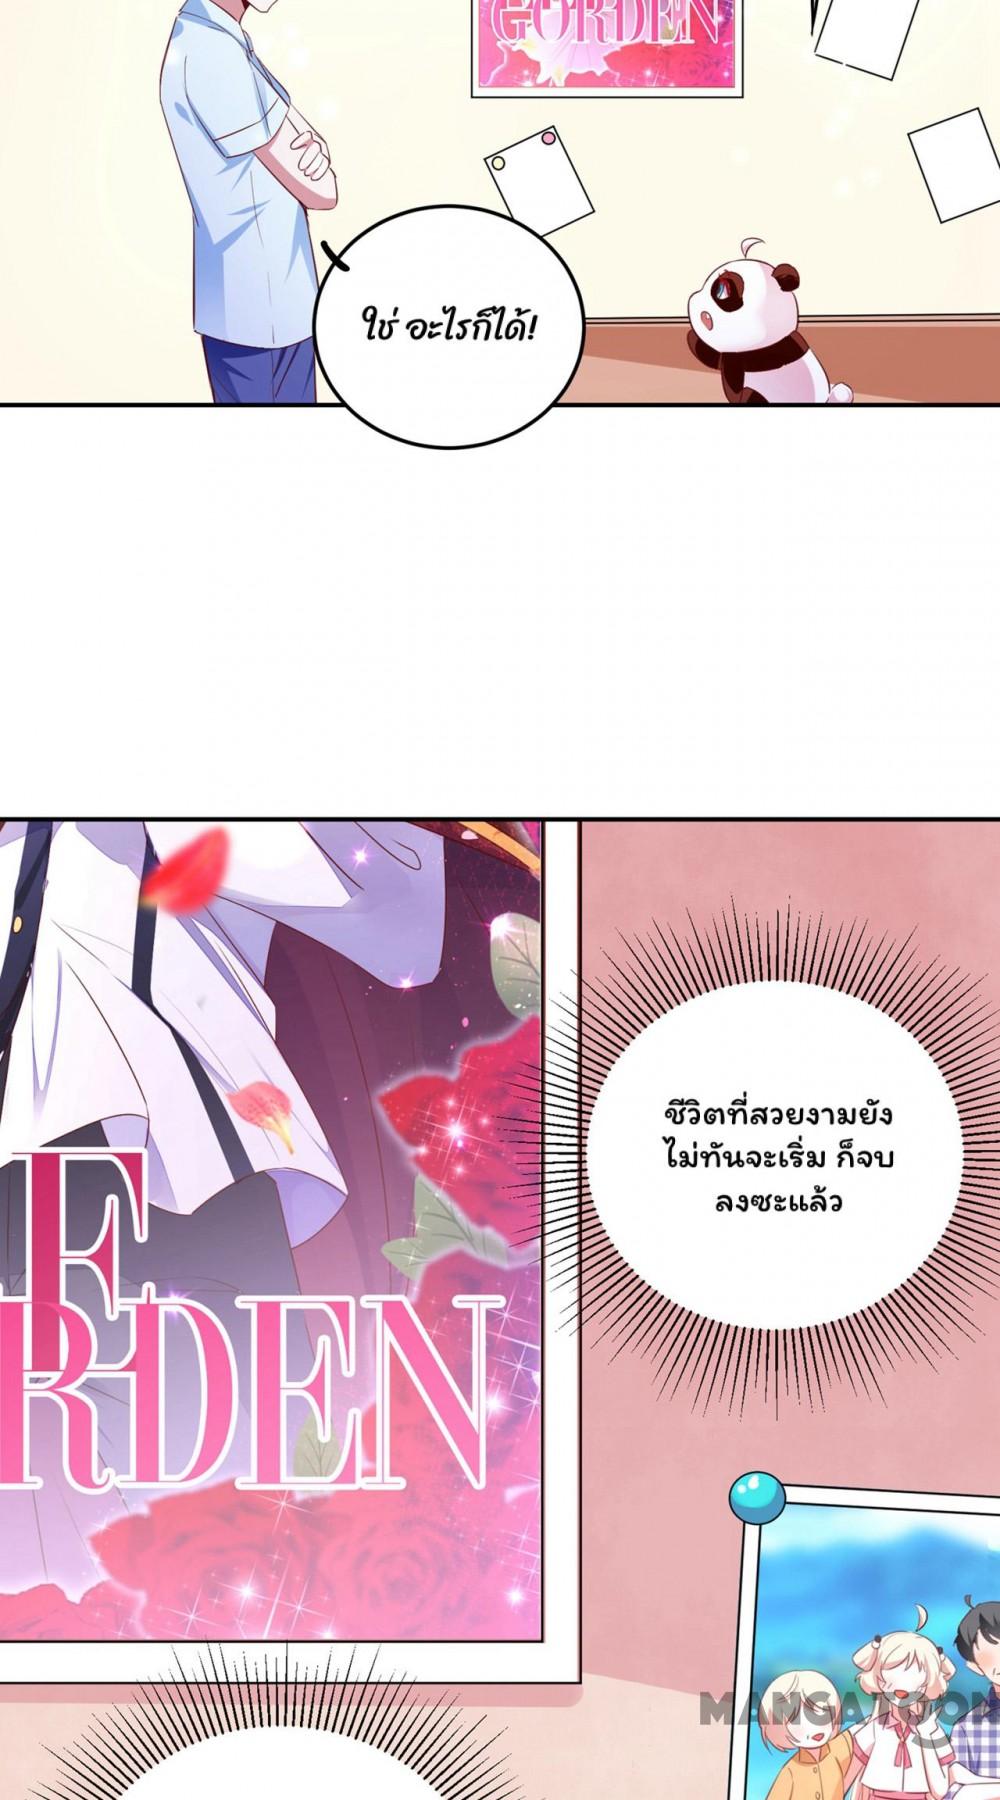 GORDEN
ใช่ อะไรก็ได้!
ชีวิตที่สวยงามยัง
ไม่ทันจะเริ่ม ก็จบ
ลงซะแล้ว
E
RDEN
MANGATOON